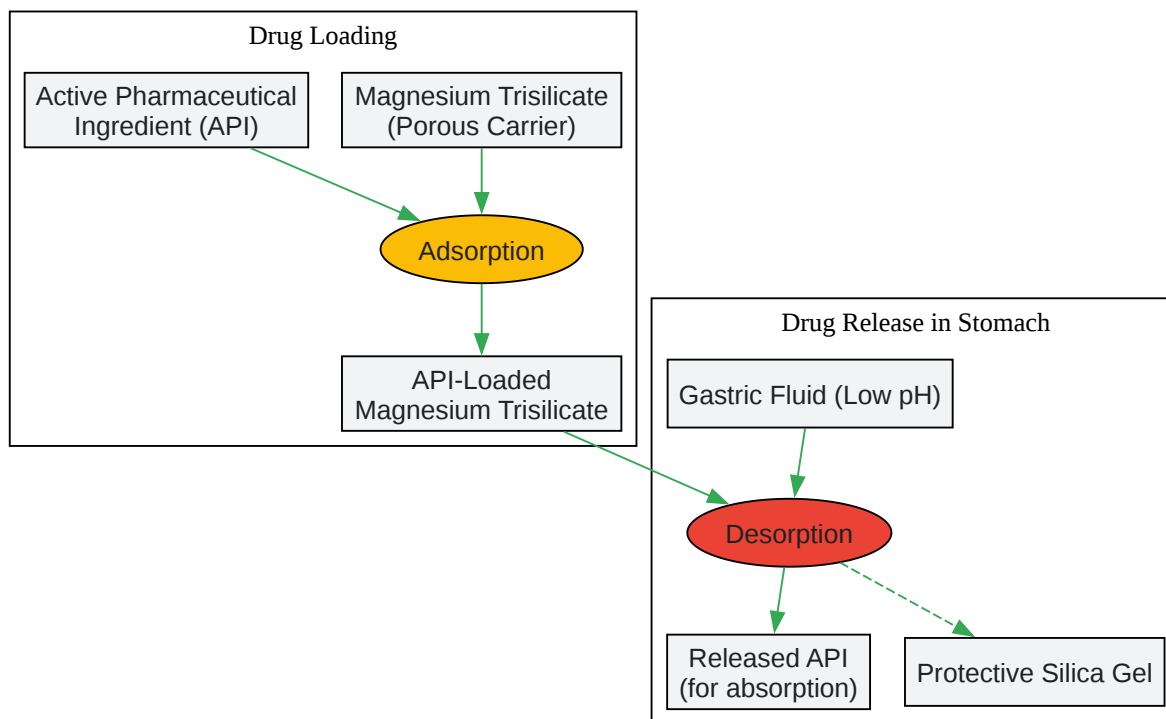 Drug Loading
Active Pharmaceutical
Ingredient (API)
Magnesium Trisilicate
(Porous Carrier)
Adsorption
API-Loaded
Magnesium Trisilicate
Drug Release in Stomach
Gastric Fluid (Low pH)
Desorption
Released API
(for absorption)
Protective Silica Gel